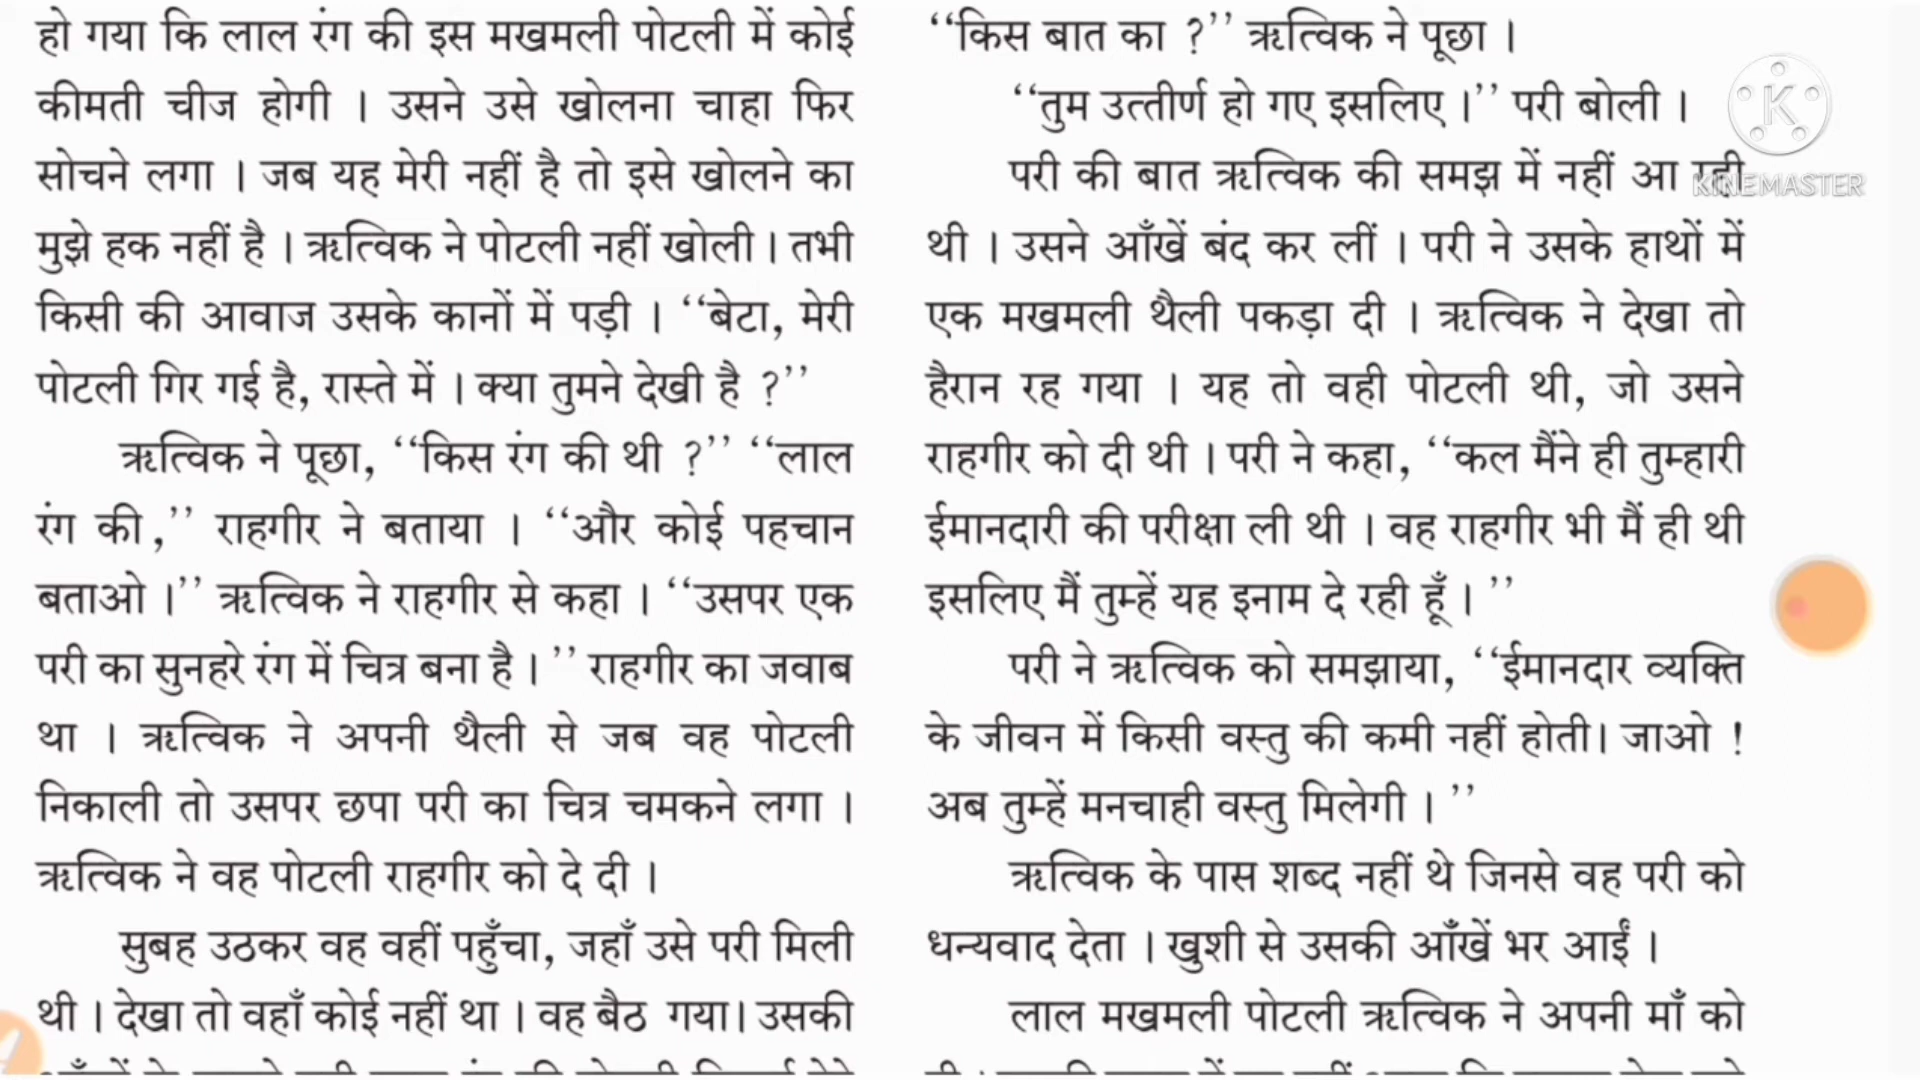 हो गया कि लाल रंग की इस मखमली पोटली में कोई
कीमती चीज होगी । उसने उसे खोलना चाहा फिर
सोचने लगा । जब यह मेरी नहीं है तो इसे खोलने का
मुझे हक नहीं है । ऋत्विक ने पोटली नहीं खोली । तभी
किसी की आवाज उसके कानों में पड़ी । ‘‘बेटा, मेरी
पोटली गिर गई है, रास्ते में । क्या तुमने देखी है ?’’
ऋत्विक ने पूछा, ‘‘किस रंग की थी ?’’ ‘‘लाल
रंग की,’’ राहगीर ने बताया । ‘‘और कोई पहचान
बताओ ।’’ ऋत्विक ने राहगीर से कहा । ‘‘उसपर एक
परी का सुनहरे रंग में चित्र बना है । ’’ राहगीर का जवाब
था । ऋत्विक ने अपनी थैली से जब वह पोटली
निकाली तो उसपर छपा परी का चित्र चमकने लगा ।
ऋत्विक ने वह पोटली राहगीर को दे दी ।
सुबह उठकर वह वहीं पहुँचा, जहाँ उसे परी मिली
थी । देखा तो वहाँ कोई नहीं था । वह बैठ गया। उसकी
‘‘किस बात का ?’’ ऋत्विक ने पूछा ।
‘‘तुम उत्तीर्ण हो गए इसलिए ।’’ परी बोली ।
परी की बात ऋत्विक की समझ में नहीं आ रही
थी । उसने आँखें बंद कर लीं । परी ने उसके हाथों में
एक मखमली थैली पकड़ा दी । ऋत्विक ने देखा तो
हैरान रह गया । यह तो वही पोटली थी, जो उसने
राहगीर को दी थी । परी ने कहा, ‘‘कल मैंने ही तुम्हारी
ईमानदारी की परीक्षा ली थी । वह राहगीर भी मैं ही थी
इसलिए मैं तुम्हें यह इनाम दे रही हूँ । ’’
परी ने ऋत्विक को समझाया, ‘‘ईमानदार व्यक्ति
के जीवन में किसी वस्तु की कमी नहीं होती। जाओ !
अब तुम्हें मनचाही वस्तु मिलेगी । ’’
ऋत्विक के पास शब्द नहीं थे जिनसे वह परी को
धन्यवाद देता । खुशी से उसकी आँखें भर आईं ।
लाल मखमली पोटली ऋत्विक ने अपनी माँ को
K
KINEMASTER